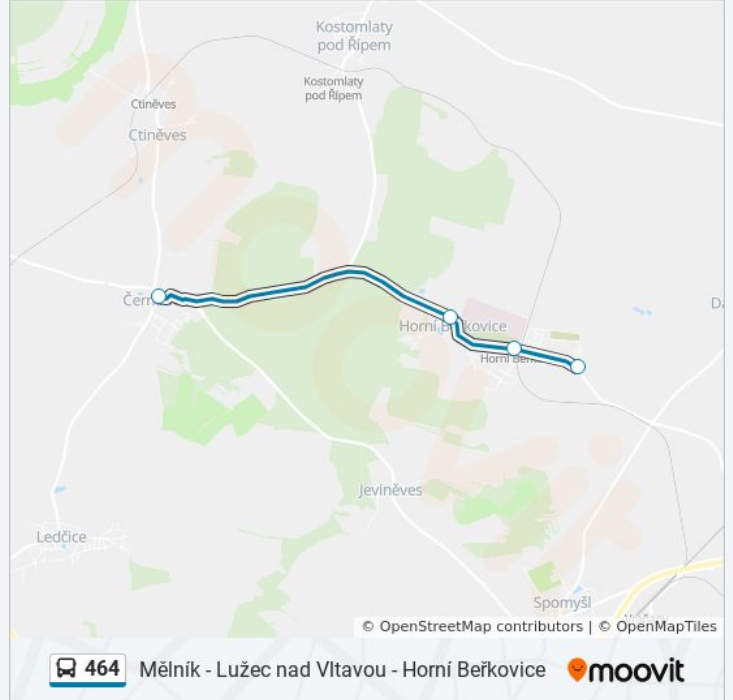 Kostomlaty
pod Řípem
Kostomlaty
pod Řípem
Ctiněves
Ctiněves
Horní Beřkovice
Jeviněves
Ledčice
Spomyšl
© OpenStreetMap contributors | © OpenMapTiles
464 Mělník - Lužec nad Vltavou - Horní Beřkovice moovit